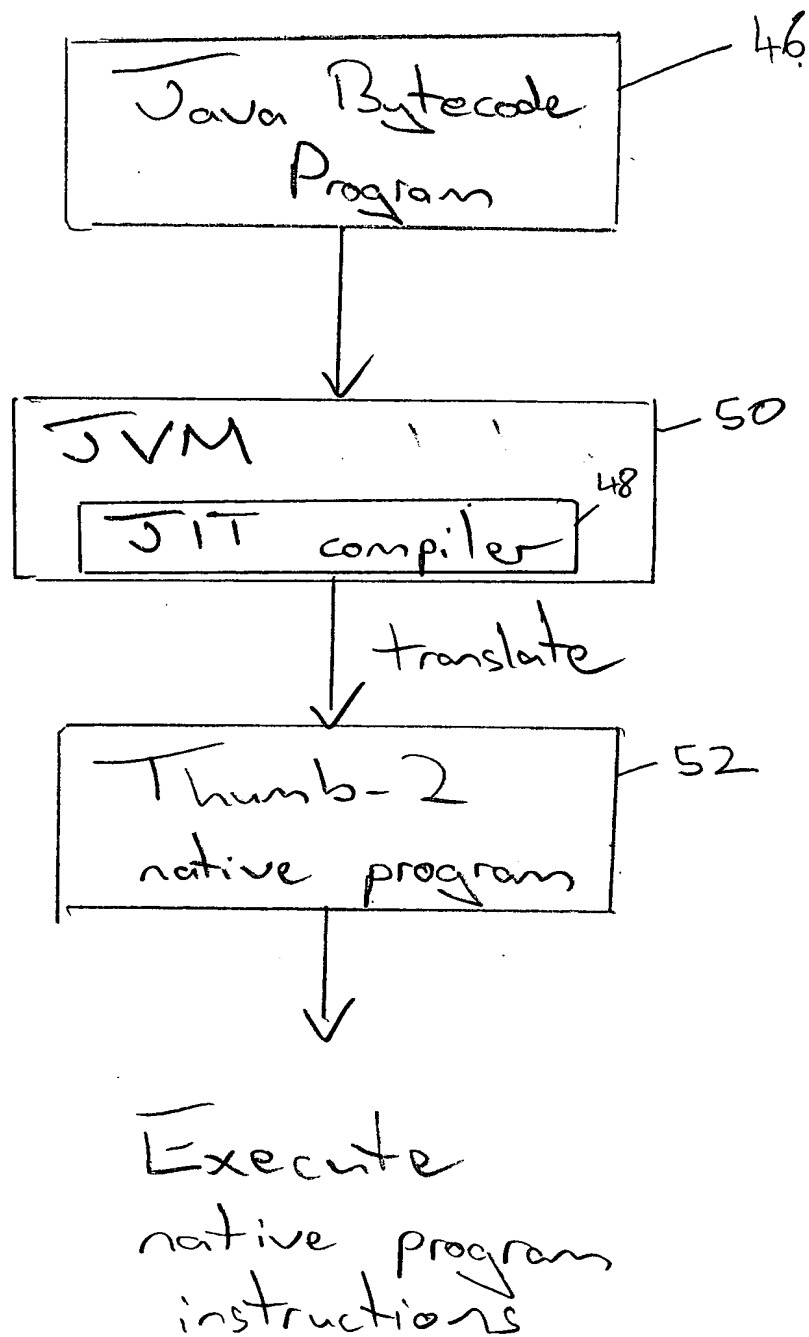 46
Java Bytecode
Program
JVM
50
JIT compiler
48
translate
Thumb-2
52
native program
Execute
native program
instructions